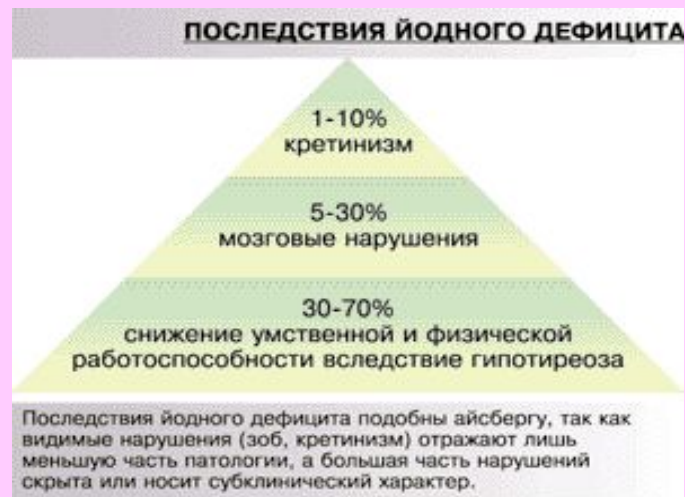 ПОСЛЕДСТВИЯ ЙОДНОГО ДЕФИЦИТА
1-10%
кретинизм
5-30%
мозговые нарушения
30-70%
снижение умственной и физической
работоспособности вследствие гипотиреоза
Последствия йодного дефицита подобны айсбергу, так как
видимые нарушения (зоб, кретинизм) отражают лишь
меньшую часть патологии, а большая часть нарушений
скрыта или носит субклинический характер.